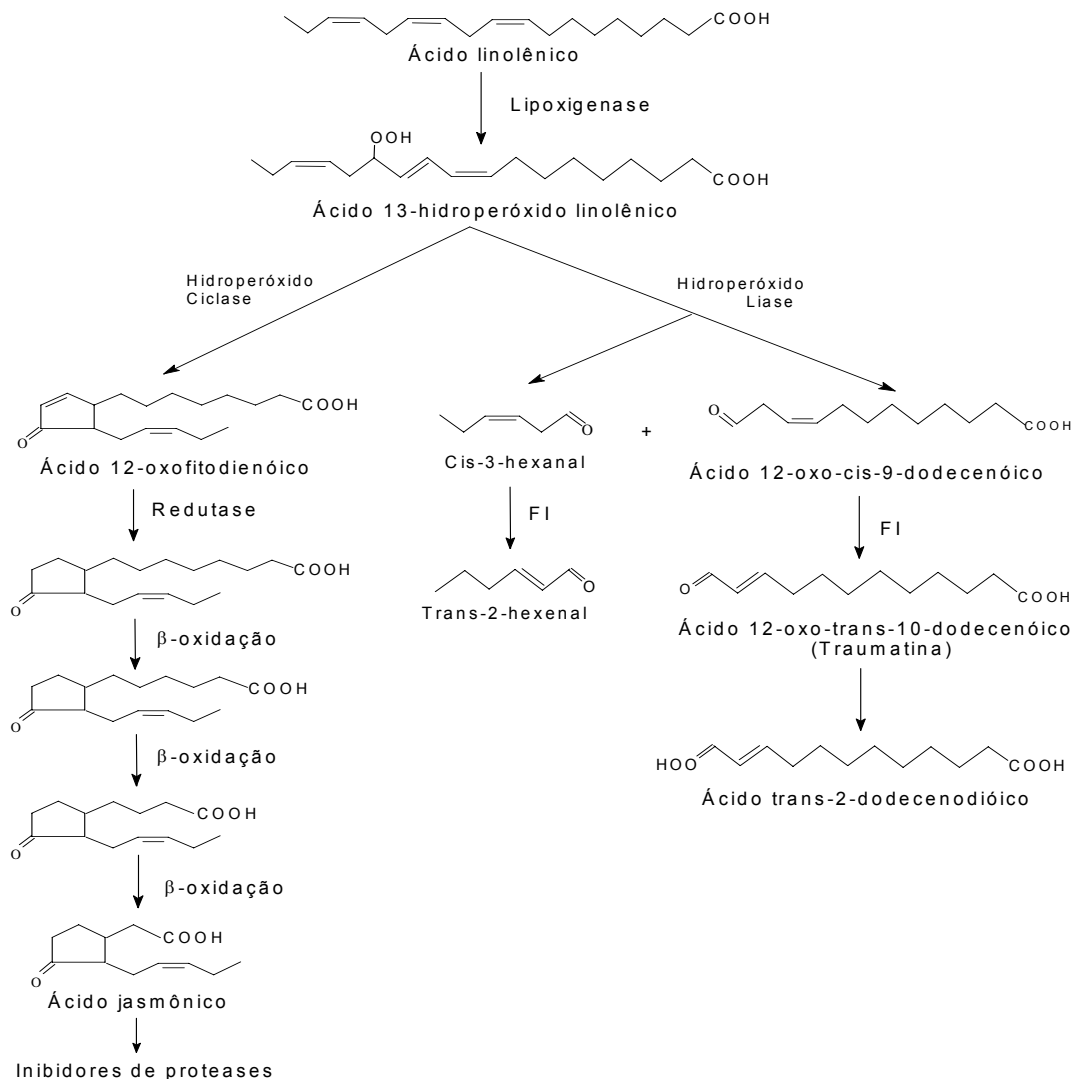 COOH
Ácido linolênico
Lipoxigenase
OOH
COOH
Ácido 13-hidroperóxido linolênico
Hidroperóxido
Ciclase
Hidroperóxido
Liase
COOH
O
Ácido 12-oxofitodienóico
O
Cis-3-hexanal
+
O
COOH
Ácido 12-oxo-cis-9-dodecenóico
Redutase
FI
FI
COOH
O
O
Trans-2-hexenal
O
COOH
Ácido 12-oxo-trans-10-dodecenóico
(Traumatina)
β-oxidação
COOH
O
β-oxidação
HOO
COOH
Ácido trans-2-dodecenodióico
COOH
O
β-oxidação
COOH
O
Ácido jasmônico
Inibidores de proteases